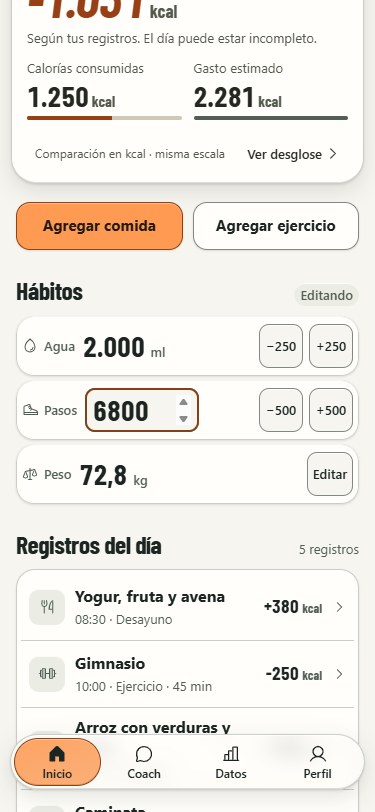 -1.031 kcal
Según tus registros. El día puede estar incompleto.
Calorías consumidas
Gasto estimado
1.250 kcal
2.281 kcal
Comparación en kcal · misma escala
Ver desglose
Agregar comida
Agregar ejercicio
Hábitos
Editando
Agua 2.000 ml
−250
+250
Pasos 6800
−500
+500
Peso 72,8 kg
Editar
Registros del día
5 registros
Yogur, fruta y avena
08:30 · Desayuno
+380 kcal
Gimnasio
10:00 · Ejercicio · 45 min
-250 kcal
Arroz con verduras y
Inicio
Coach
Datos
Perfil